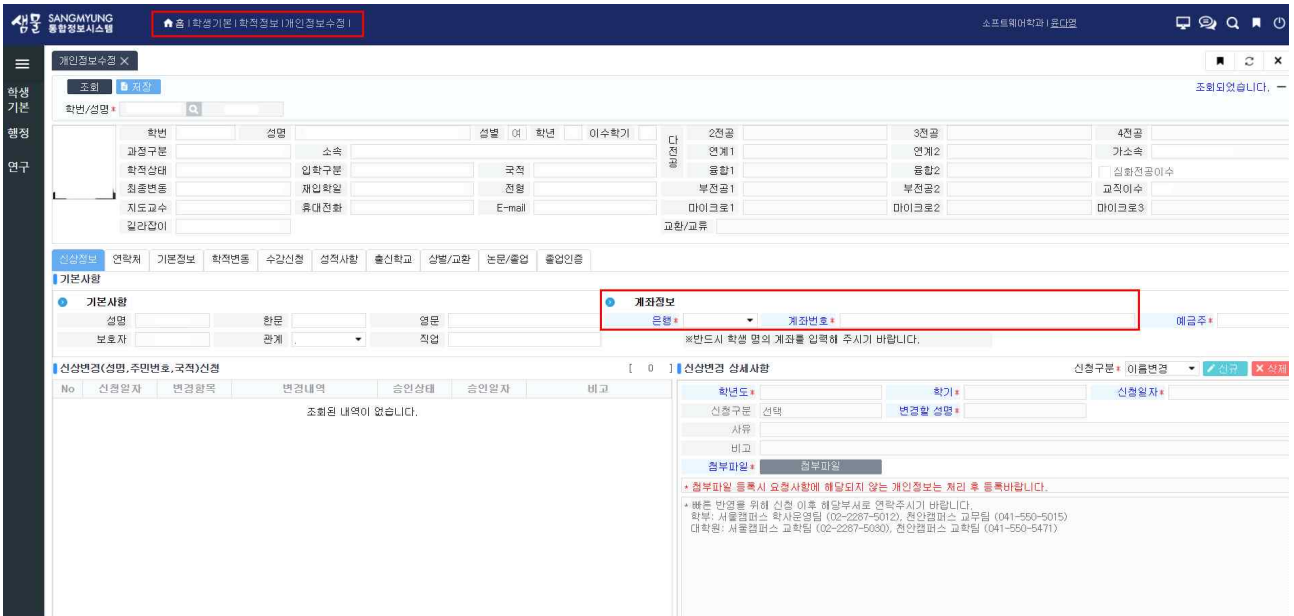 샘물 SANGMYUNG 통합정보시스템
홈 | 학생기본 | 학적정보 | 개인정보수정 |
소프트웨어학과 | 윤다영
개인정보수정 X
조회 저장
조회되었습니다.
학번/성명*
학생기본
행정
연구
학번 성명 성별 여 학년 이수학기 다전공 2전공 3전공 4전공
과정구분 소속 연계1 연계2 가소속
학적상태 입학구분 국적 융합1 융합2 심화전공이수
최종변동 재입학일 전형 부전공1 부전공2 교직이수
지도교수 휴대전화 E-mail 마이크로1 마이크로2 마이크로3
길라잡이 교환/교류
신상정보 연락처 기본정보 학적변동 수강신청 성적사항 출신학교 상벌/교환 논문/졸업 졸업인증
기본사항
기본사항 계좌정보
성명 한문 영문 은행* 계좌번호* 예금주*
보호자 관계 직업 ※반드시 학생 명의 계좌를 입력해 주시기 바랍니다.
신상변경(성명,주민번호,국적)신청 [ 0 ] 신상변경 상세사항 신청구분* 이름변경 신규 X 삭제
No 신청일자 변경항목 변경내역 승인상태 승인일자 비고
조회된 내역이 없습니다.
학년도* 학기* 신청일자*
신청구분 선택 변경할 성명*
사유
비고
첨부파일* 첨부파일
* 첨부파일 등록시 요청사항에 해당되지 않는 개인정보는 처리 후 등록바랍니다.
* 빠른 반영을 위해 신청 이후 해당부서로 연락주시기 바랍니다.
학부: 서울캠퍼스 학사운영팀 (02-2287-5012), 천안캠퍼스 교무팀 (041-550-5015)
대학원: 서울캠퍼스 교학팀 (02-2287-5030), 천안캠퍼스 교학팀 (041-550-5471)